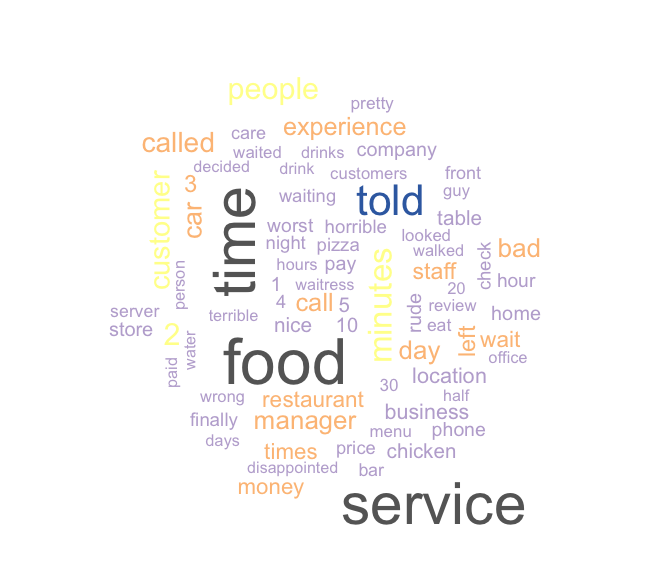 people
pretty
care
experience
called
waited
drinks
company
decided
drink
customers
front
3
waiting
told
guy
customer
car
time
worst
horrible
table
night
pizza
looked
walked
bad
hours
pay
minutes
staff
check
hour
person
1
waitress
20
4
call
5
rude
review
home
server
terrible
store
2
nice
10
eat
left
wait
water
food
day
office
paid
30
location
half
wrong
restaurant
business
finally
manager
menu
phone
days
times
price
chicken
disappointed
bar
money
service